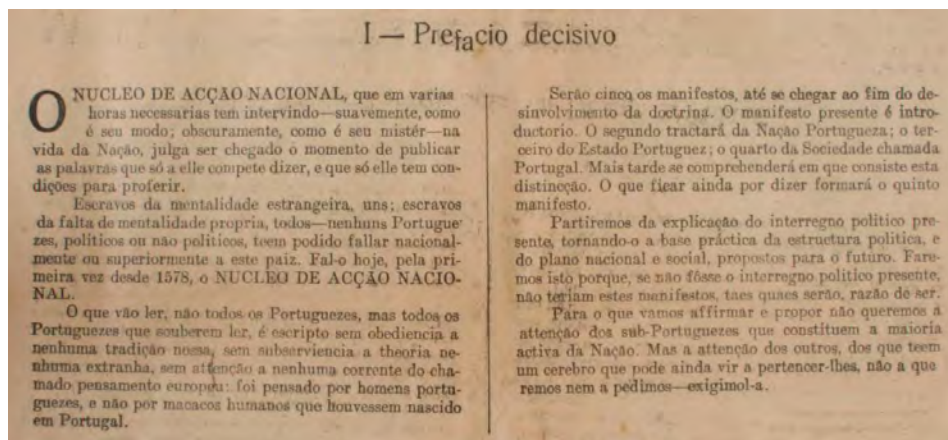 I — Prefacio decisivo
O NUCLEO DE ACÇÃO NACIONAL, que em varias
horas necessarias tem intervindo—suavemente, como
é seu modo; obscuramente, como é seu mistér—na
vida da Nação, julga ser chegado o momento de publicar
as palavras que só a elle compete dizer, e que só elle tem con-
dições para proferir.
Escravos da mentalidade estrangeira, uns; escravos
da falta de mentalidade propria, todos—nenhuns Portugue-
zes, politicos ou não politicos, teem podido fallar nacional-
mente ou superiormente a este paiz. Fal-o hoje, pela pri-
meira vez desde 1578, o NUCLEO DE ACÇÃO NACIO-
NAL.
O que vão ler, não todos os Portuguezes, mas todos os
Portuguezes que souberem ler, é escripto sem obediencia a
nenhuma tradição nossa, sem subserviencia a theoria ne-
nhuma extranha, sem attenção a nenhuma corrente do cha-
mado pensamento europeu: foi pensado por homens portu-
guezes, e não por macacos humanos que houvessem nascido
em Portugal.
Serão cinco os manifestos, até se chegar ao fim do de-
sinvolvimento da doctrina. O manifesto presente é intro-
ductorio. O segundo tractará da Nação Portugueza; o ter-
ceiro do Estado Portuguez; o quarto da Sociedade chamada
Portugal. Mais tarde se comprehenderá em que consiste esta
distincção. O que ficar ainda por dizer formará o quinto
manifesto.
Partiremos da explicação do interregno politico pre-
sente, tornando-o a base práctica da estructura politica, e
do plano nacional e social, propostos para o futuro. Fare-
mos isto porque, se não fôsse o interregno politico presente,
não teriam estes manifestos, taes quaes serão, razão de ser.
Para o que vamos affirmar e propor não queremos a
attenção dos sub-Portuguezes que constituem a maioria
activa da Nação. Mas a attenção dos outros, dos que teem
um cerebro que pode ainda vir a pertencer-lhes, não a que
remos nem a pedimos—exigimol-a.